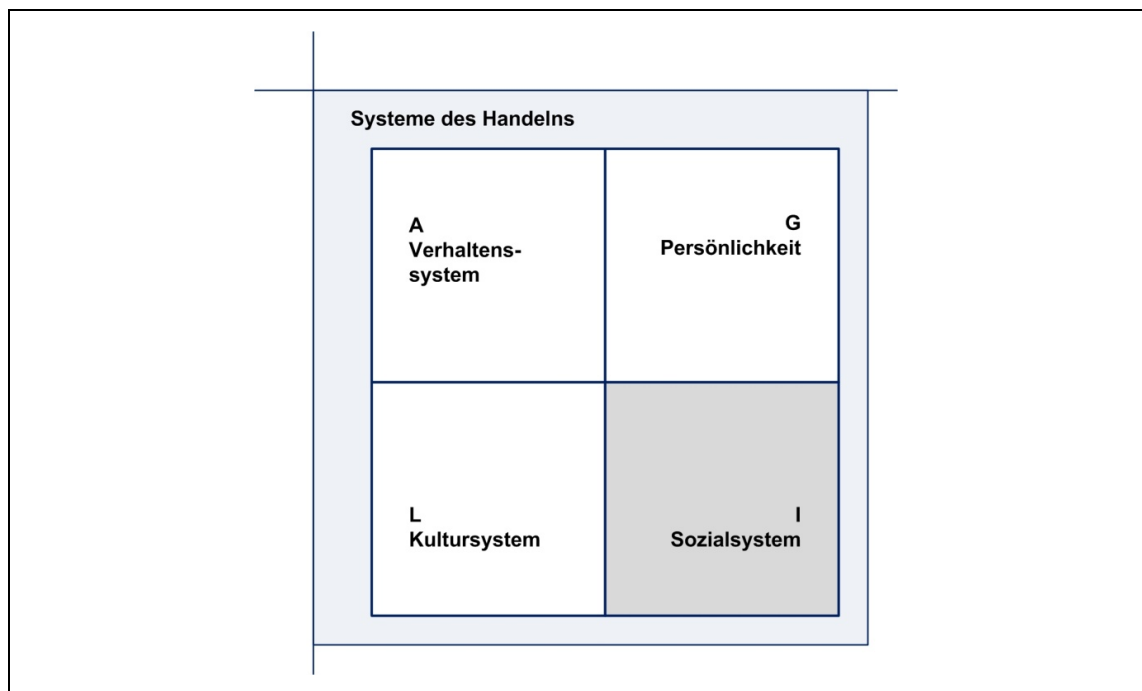 Systeme des Handelns
A
Verhaltens-
system
G
Persönlichkeit
L
Kultursystem
I
Sozialsystem